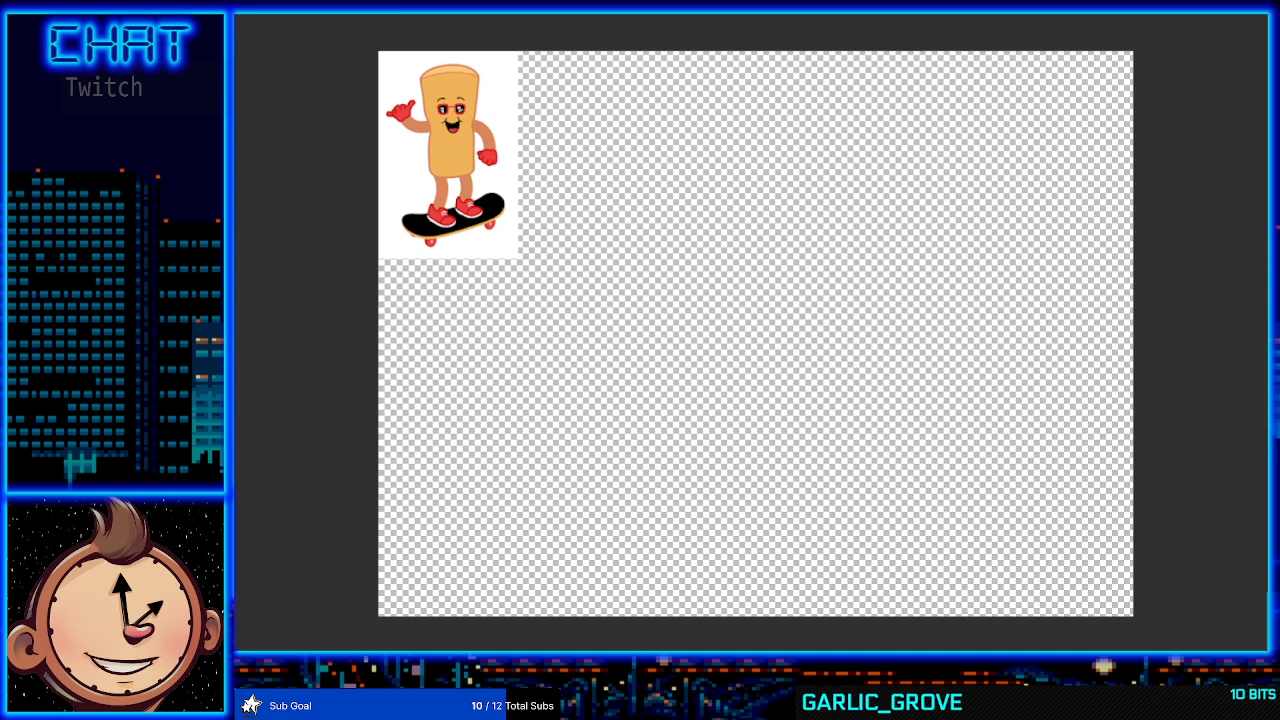 CHAT
Twitch
Sub Goal
10 / 12 Total Subs
GARLIC_GROVE
10 BITS